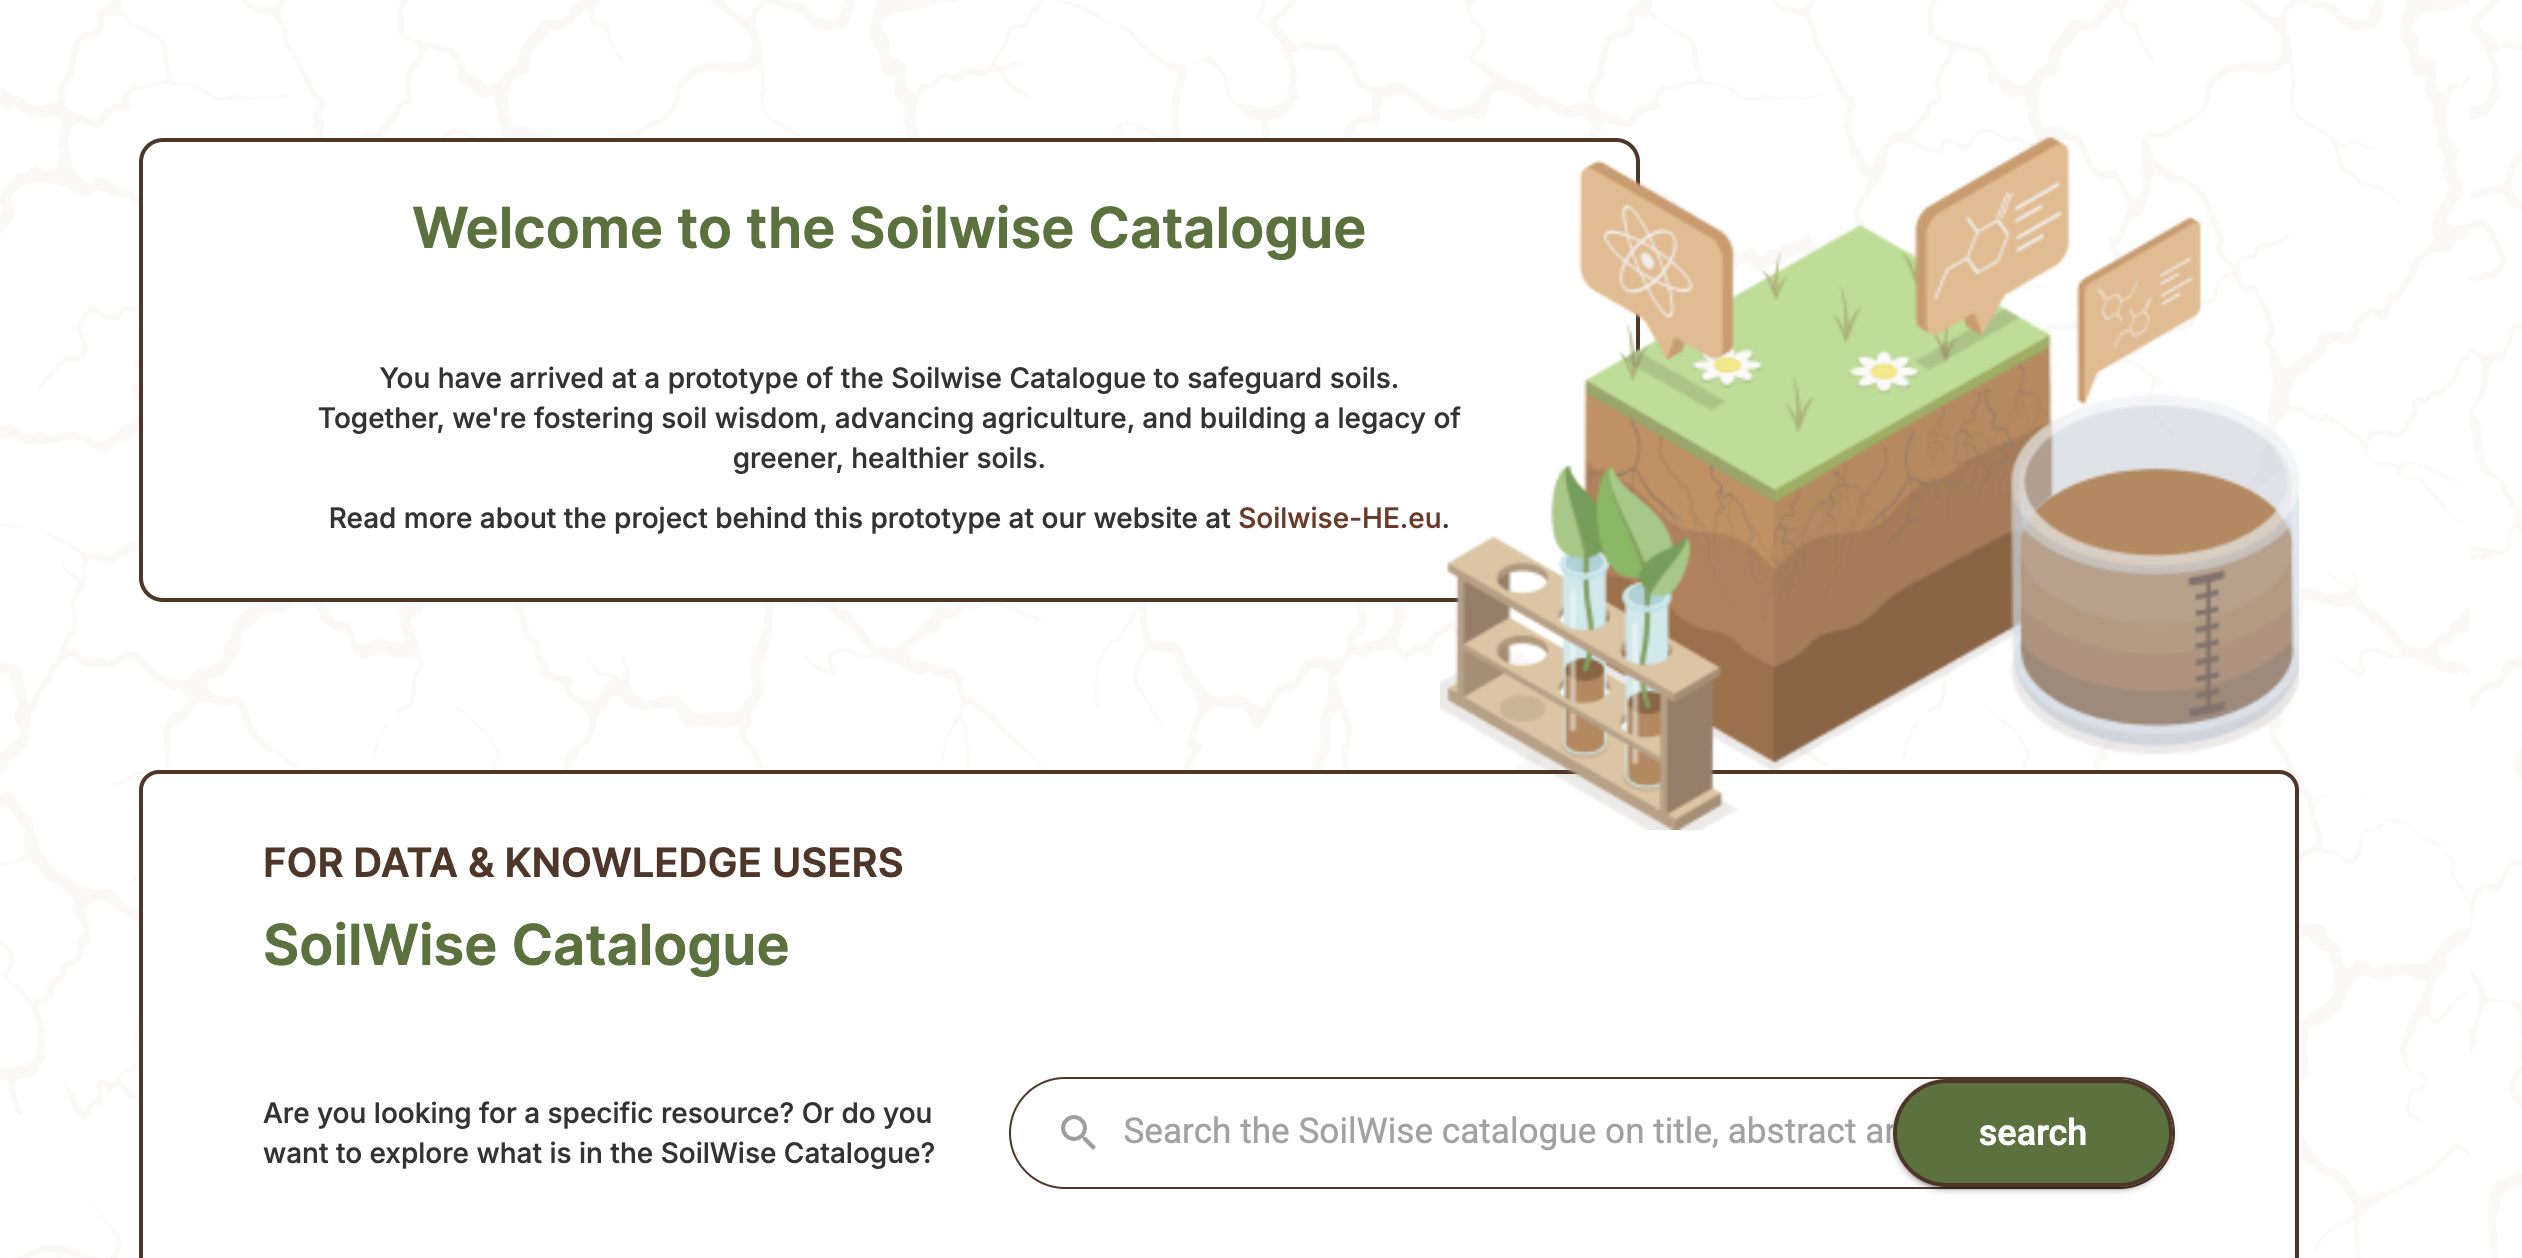 Welcome to the Soilwise Catalogue
You have arrived at a prototype of the Soilwise Catalogue to safeguard soils.
Together, we're fostering soil wisdom, advancing agriculture, and building a legacy of
greener, healthier soils.
Read more about the project behind this prototype at our website at Soilwise-HE.eu.
FOR DATA & KNOWLEDGE USERS
SoilWise Catalogue
Are you looking for a specific resource? Or do you
want to explore what is in the SoilWise Catalogue?
Search the SoilWise catalogue on title, abstract
search